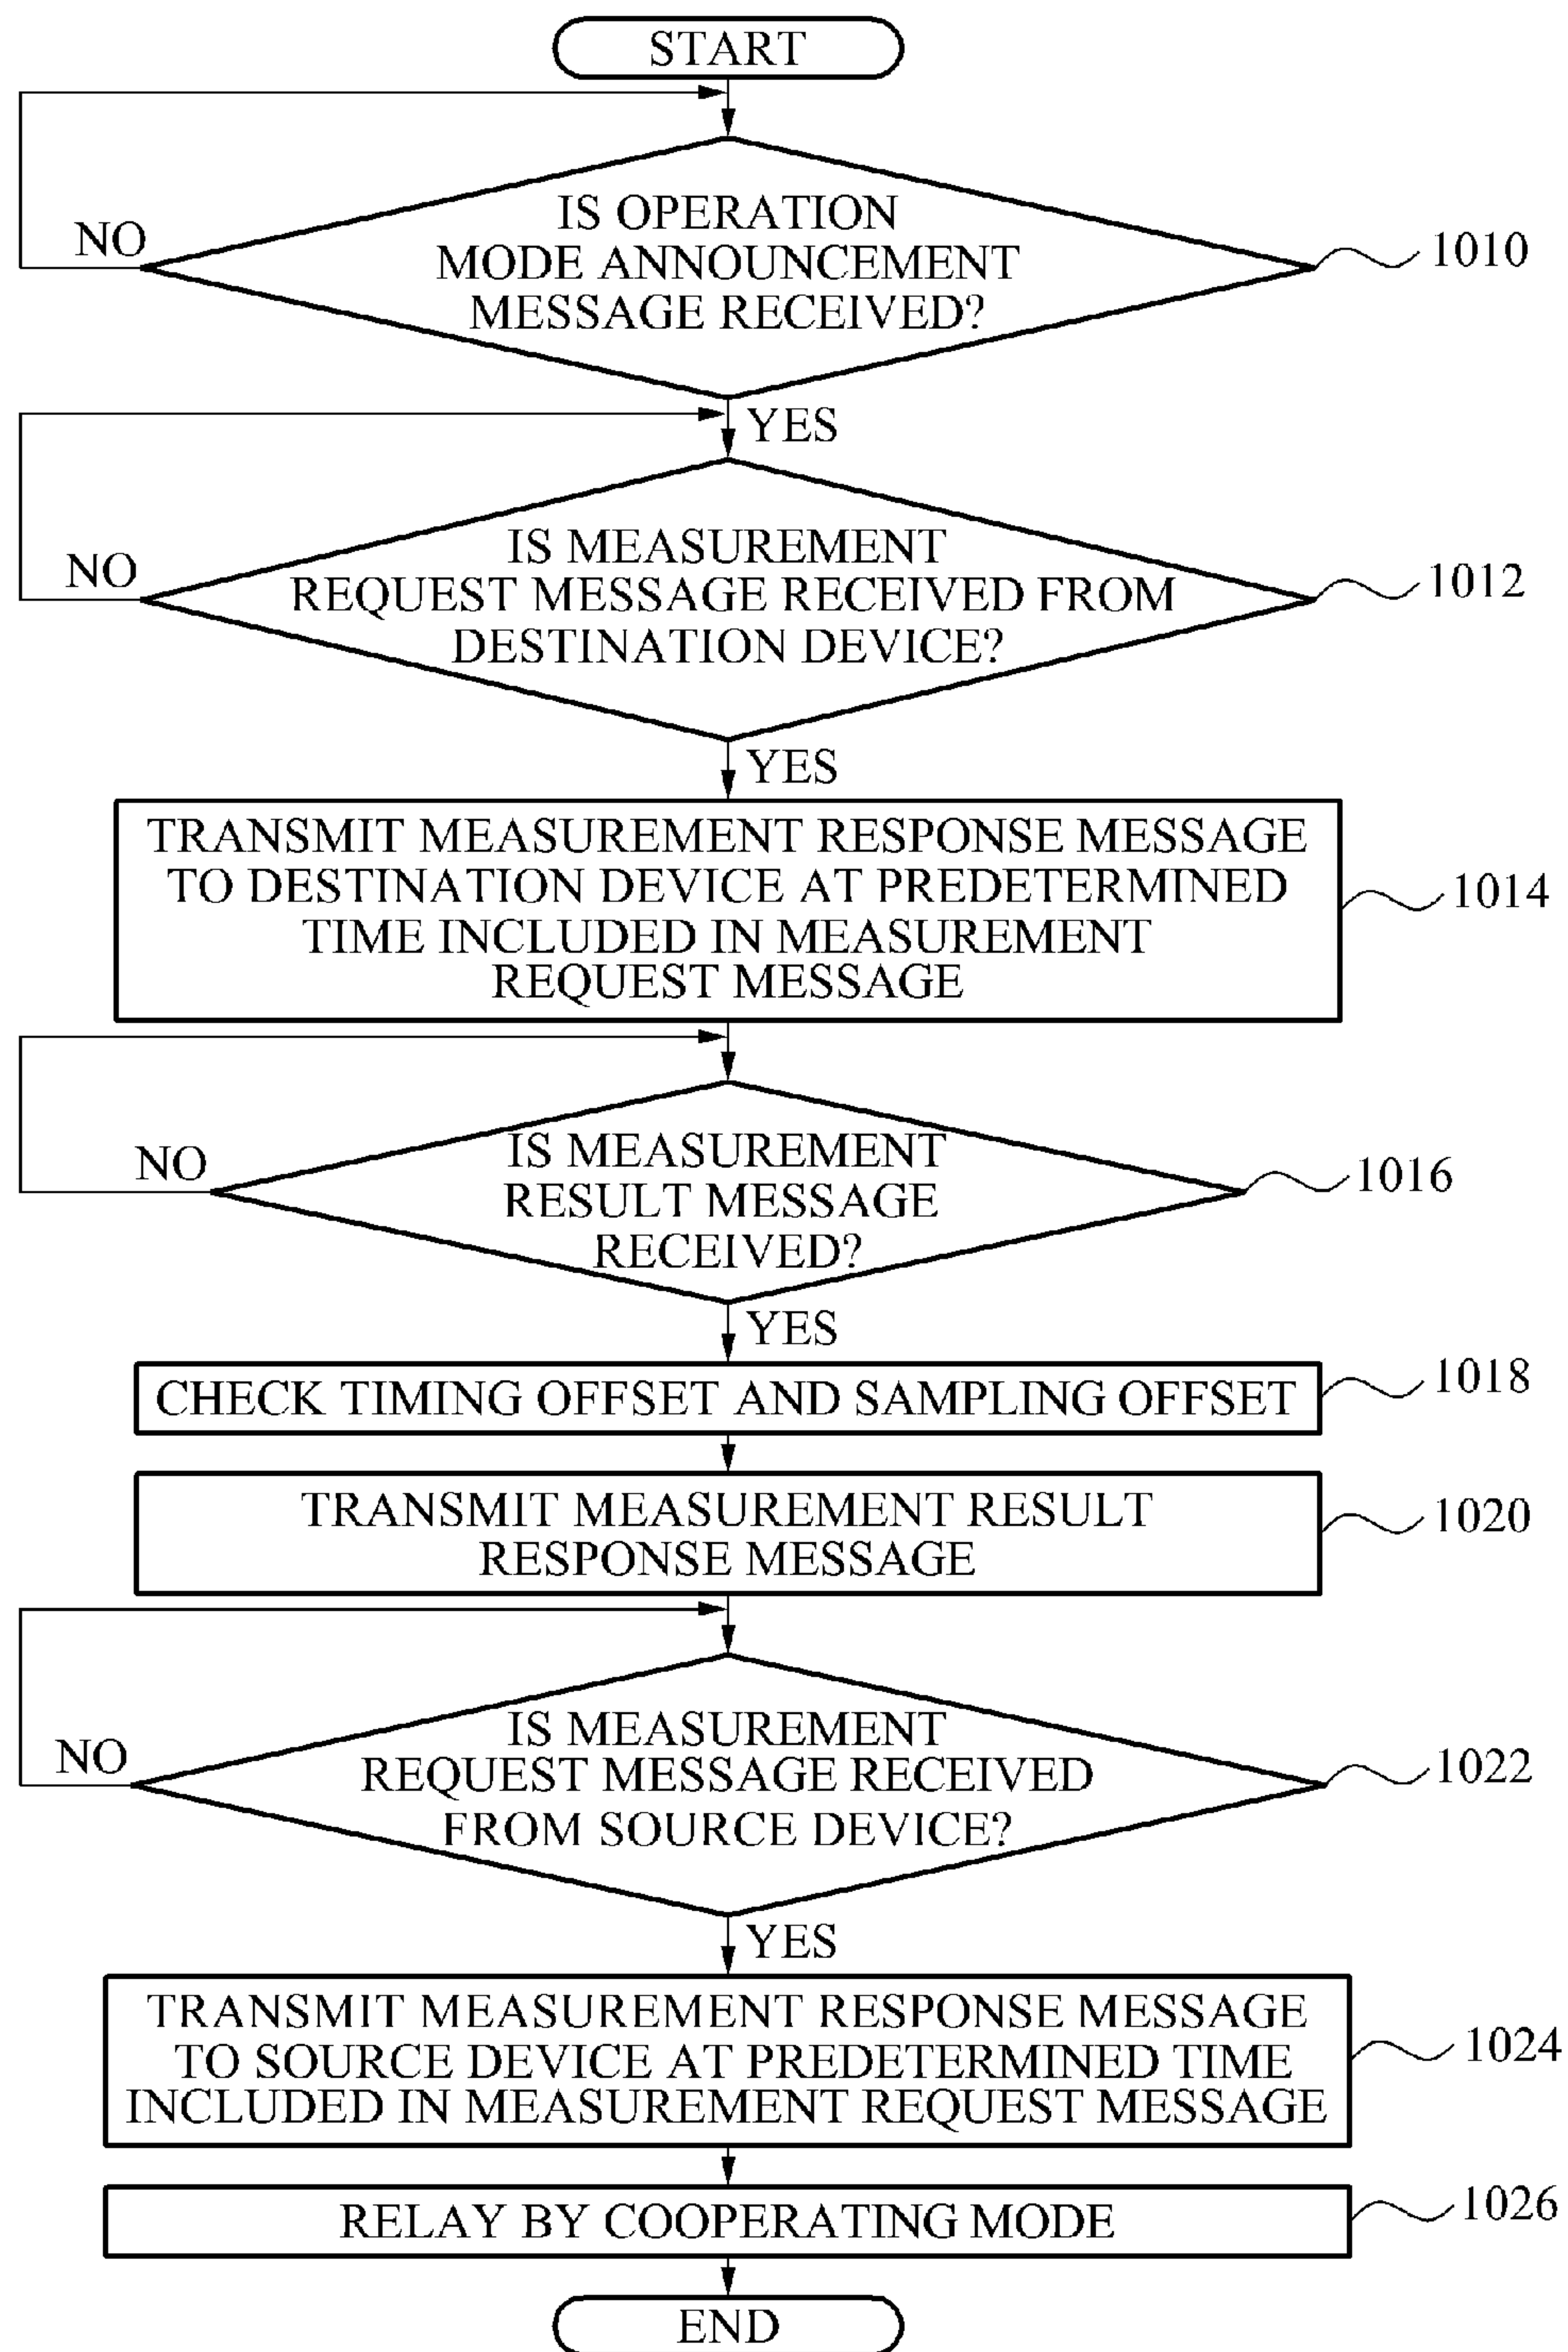 START
IS OPERATION
MODE ANNOUNCEMENT
MESSAGE RECEIVED?
NO
1010
YES
IS MEASUREMENT
REQUEST MESSAGE RECEIVED FROM
DESTINATION DEVICE?
NO
1012
YES
TRANSMIT MEASUREMENT RESPONSE MESSAGE
TO DESTINATION DEVICE AT PREDETERMINED
TIME INCLUDED IN MEASUREMENT
REQUEST MESSAGE
1014
IS MEASUREMENT
RESULT MESSAGE
RECEIVED?
NO
1016
YES
CHECK TIMING OFFSET AND SAMPLING OFFSET
1018
TRANSMIT MEASUREMENT RESULT
RESPONSE MESSAGE
1020
IS MEASUREMENT
REQUEST MESSAGE RECEIVED
FROM SOURCE DEVICE?
NO
1022
YES
TRANSMIT MEASUREMENT RESPONSE MESSAGE
TO SOURCE DEVICE AT PREDETERMINED TIME
INCLUDED IN MEASUREMENT REQUEST MESSAGE
1024
RELAY BY COOPERATING MODE
1026
END